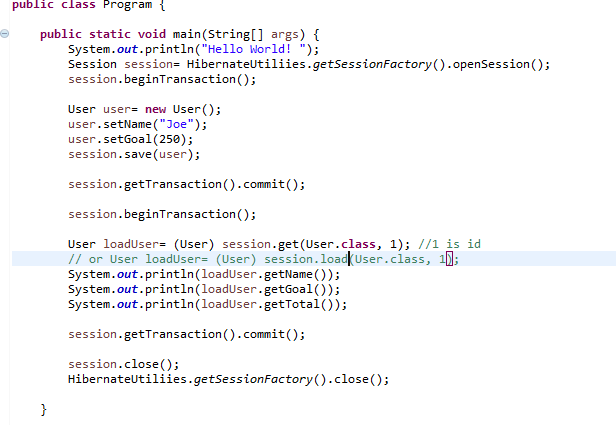 public class Program {
public static void main(String[] args) {
System.out.println("Hello World! ");
Session session= HibernateUtiliies.getSessionFactory().openSession();
session.beginTransaction();
User user= new User();
user.setName("Joe");
user.setGoal(250);
session.save(user);
session.getTransaction().commit();
session.beginTransaction();
User loadUser= (User) session.get(User.class, 1); //1 is id
// or User loadUser= (User) session.load(User.class, 1);
System.out.println(loadUser.getName());
System.out.println(loadUser.getGoal());
System.out.println(loadUser.getTotal());
session.getTransaction().commit();
session.close();
HibernateUtiliies.getSessionFactory().close();
}